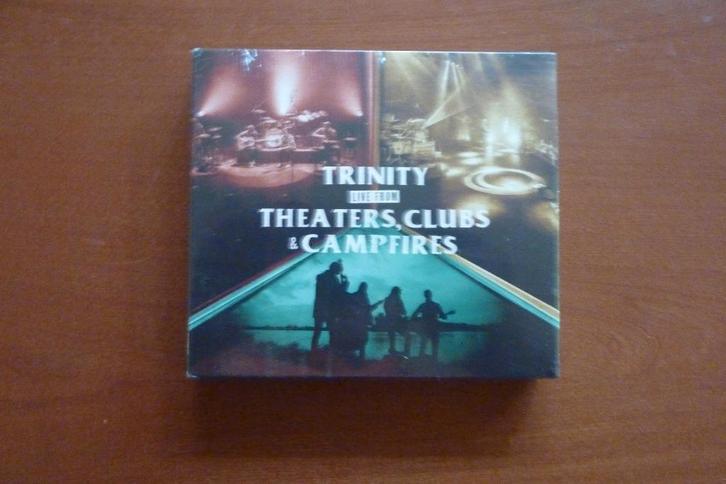 TRINITY
LIVE FROM
THEATERS, CLUBS
& CAMPFIRES